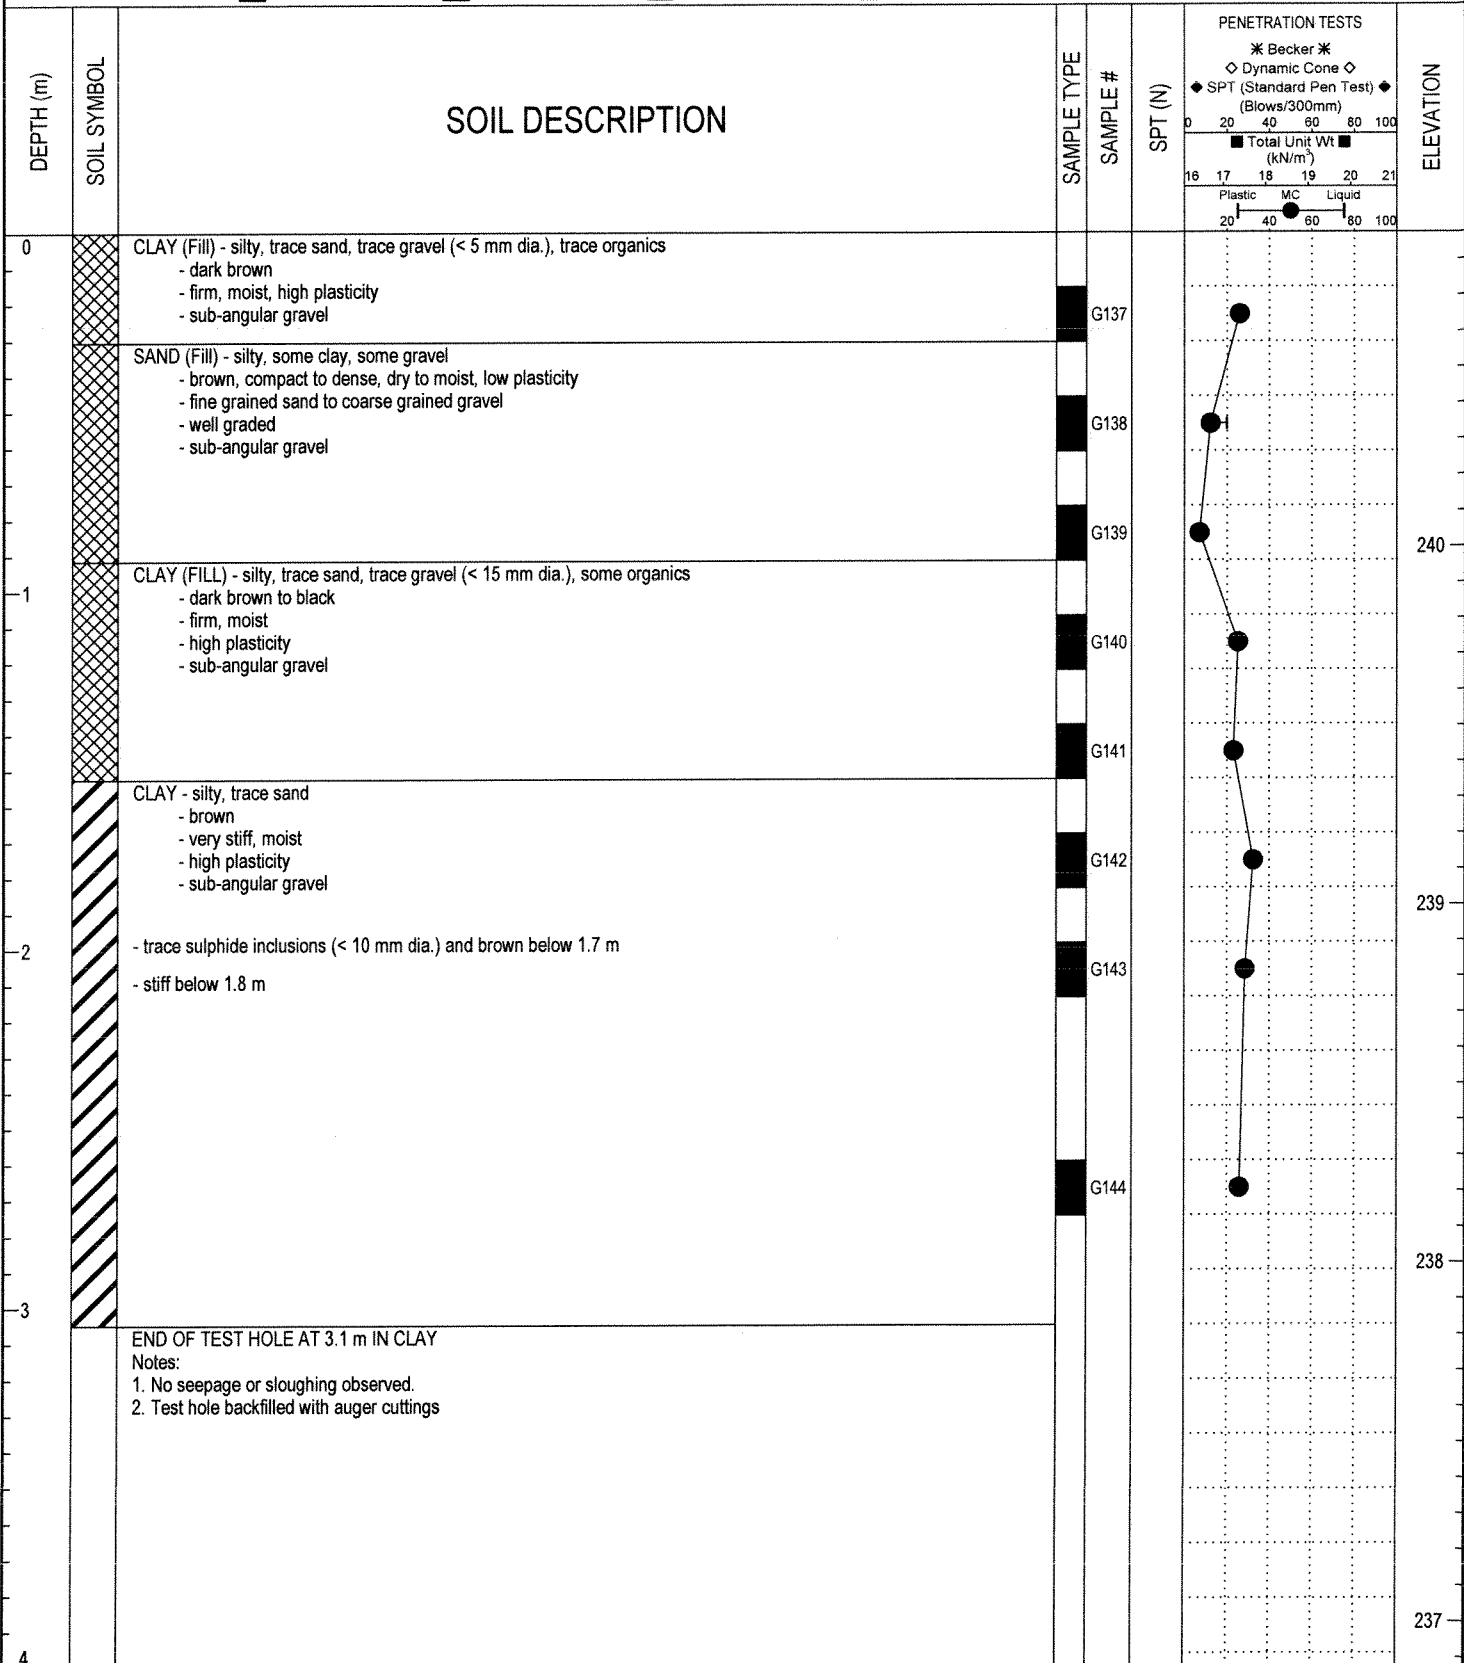 DEPTH (m)
SOIL SYMBOL
SOIL DESCRIPTION
SAMPLE TYPE
SAMPLE #
SPT (N)
PENETRATION TESTS
✳ Becker ✳
◇ Dynamic Cone ◇
◆ SPT (Standard Pen Test) ◆
(Blows/300mm)
0 20 40 60 80 100
■ Total Unit Wt ■
(kN/m³)
16 17 18 19 20 21
Plastic MC Liquid
20 40 60 80 100
ELEVATION
0
CLAY (Fill) - silty, trace sand, trace gravel (< 5 mm dia.), trace organics
- dark brown
- firm, moist, high plasticity
- sub-angular gravel
G137
SAND (Fill) - silty, some clay, some gravel
- brown, compact to dense, dry to moist, low plasticity
- fine grained sand to coarse grained gravel
- well graded
- sub-angular gravel
G138
G139
240
CLAY (FILL) - silty, trace sand, trace gravel (< 15 mm dia.), some organics
1
- dark brown to black
- firm, moist
- high plasticity
- sub-angular gravel
G140
G141
CLAY - silty, trace sand
- brown
- very stiff, moist
- high plasticity
- sub-angular gravel
G142
239
2
- trace sulphide inclusions (< 10 mm dia.) and brown below 1.7 m
- stiff below 1.8 m
G143
G144
238
3
END OF TEST HOLE AT 3.1 m IN CLAY
Notes:
1. No seepage or sloughing observed.
2. Test hole backfilled with auger cuttings
237
4